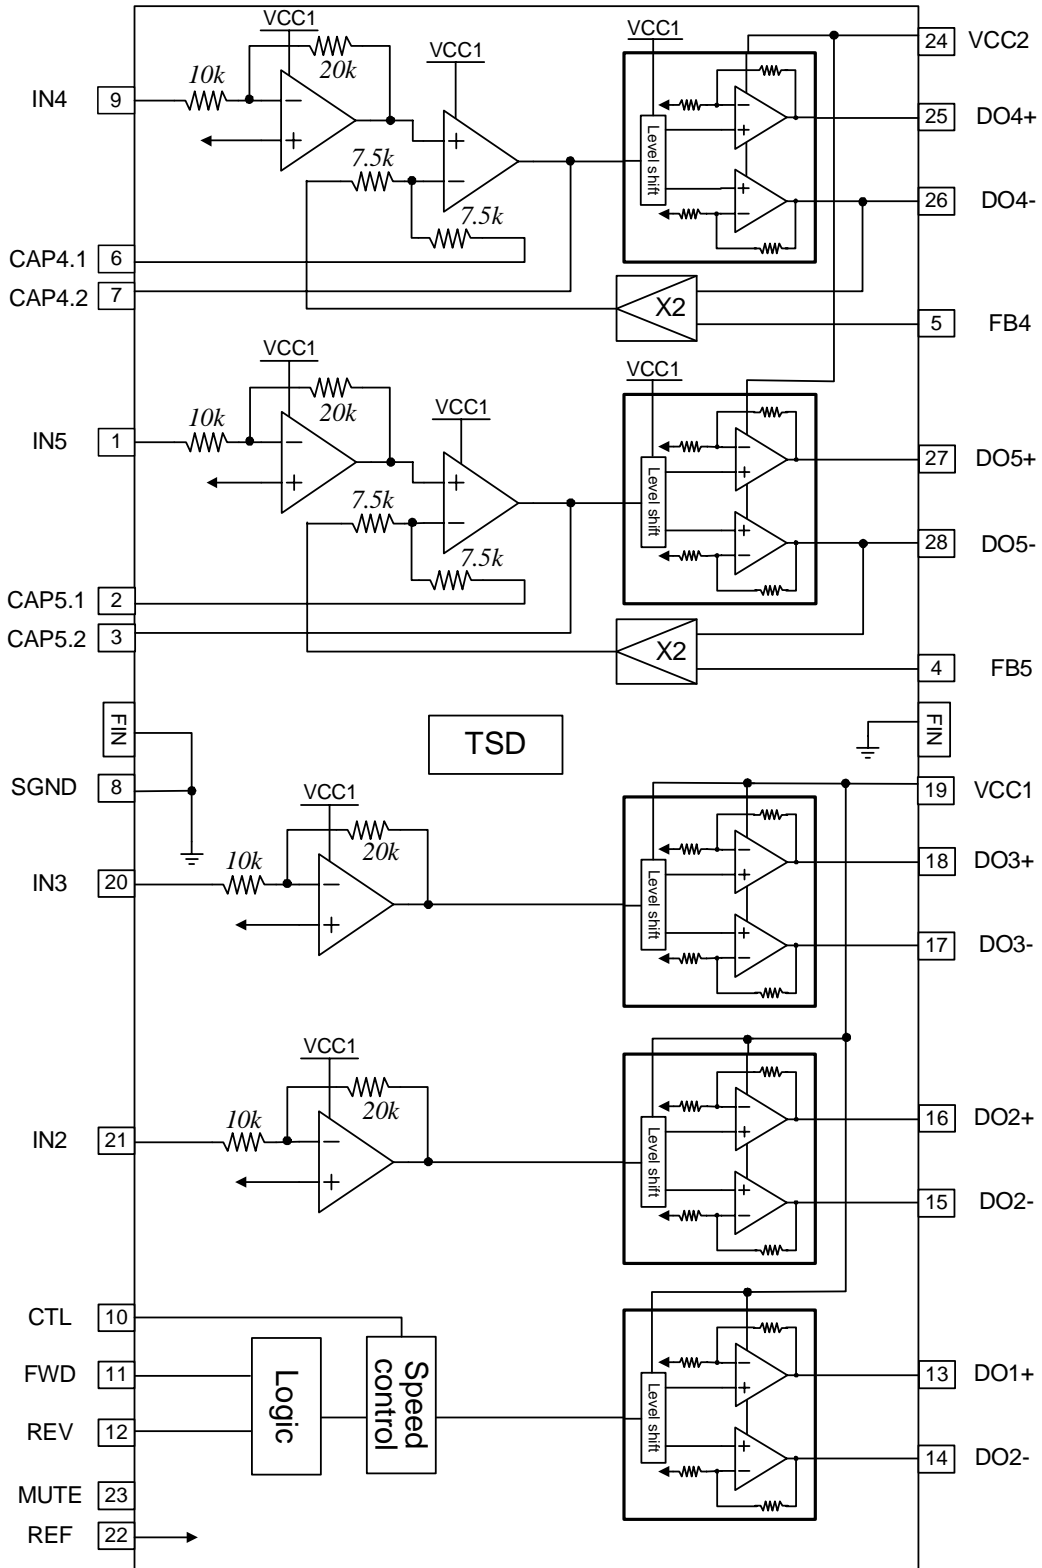 VCC1
VCC1
24 VCC2
20k
10k
VCC1
IN4 9
−
−
+
25 DO4+
+
+
Level shift
7.5k
−
+
−
26 DO4-
7.5k
CAP4.1 6
CAP4.2 7
X2
5 FB4
VCC1
VCC1
20k
10k
VCC1
IN5 1
−
−
27 DO5+
+
+
+
Level shift
7.5k
−
+
−
28 DO5-
7.5k
CAP5.1 2
CAP5.2 3
X2
4 FB5
FIN
TSD
FIN
SGND 8
VCC1
19 VCC1
20k
10k
IN3 20
−
−
+
18 DO3+
Level shift
+
+
−
17 DO3-
VCC1
20k
10k
IN2 21
−
−
+
16 DO2+
Level shift
+
+
−
15 DO2-
CTL 10
FWD 11
REV 12
Logic
Speed control
−
+
13 DO1+
Level shift
+
−
14 DO2-
MUTE 23
REF 22